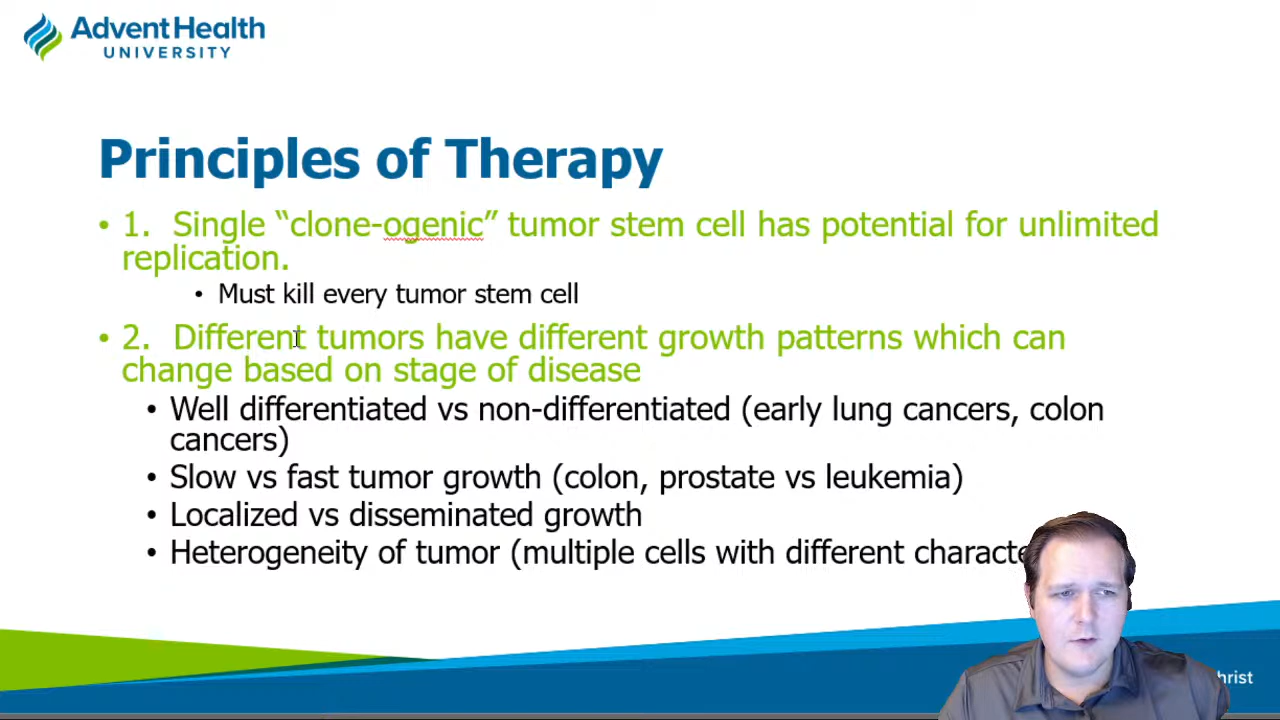 AdventHealth
UNIVERSITY
Principles of Therapy
• 1. Single “clone-ogenic” tumor stem cell has potential for unlimited
replication.
• Must kill every tumor stem cell
• 2. Different tumors have different growth patterns which can
change based on stage of disease
• Well differentiated vs non-differentiated (early lung cancers, colon
cancers)
• Slow vs fast tumor growth (colon, prostate vs leukemia)
• Localized vs disseminated growth
• Heterogeneity of tumor (multiple cells with different